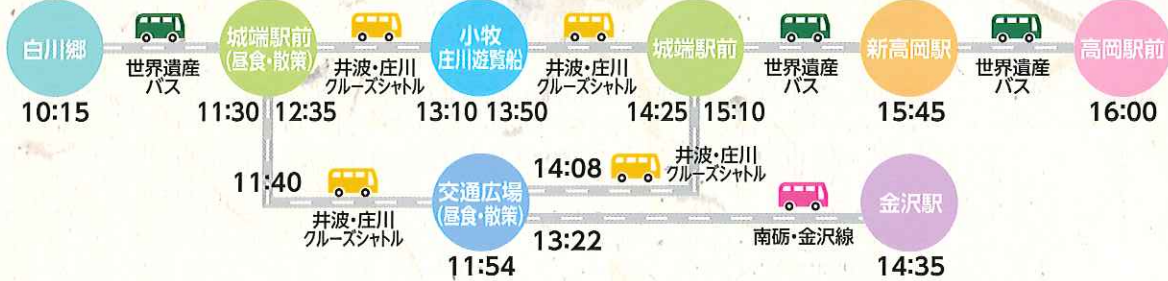 白川郷
世界遺産
バス
城端駅前
(昼食・散策)
井波・庄川
クルーズシャトル
小牧
庄川遊覧船
井波・庄川
クルーズシャトル
城端駅前
世界遺産
バス
新高岡駅
世界遺産
バス
高岡駅前
10:15
11:30
12:35
13:10
13:50
14:25
15:10
15:45
16:00
11:40
井波・庄川
クルーズシャトル
交通広場
(昼食・散策)
11:54
14:08
井波・庄川
クルーズシャトル
13:22
南砺・金沢線
金沢駅
14:35